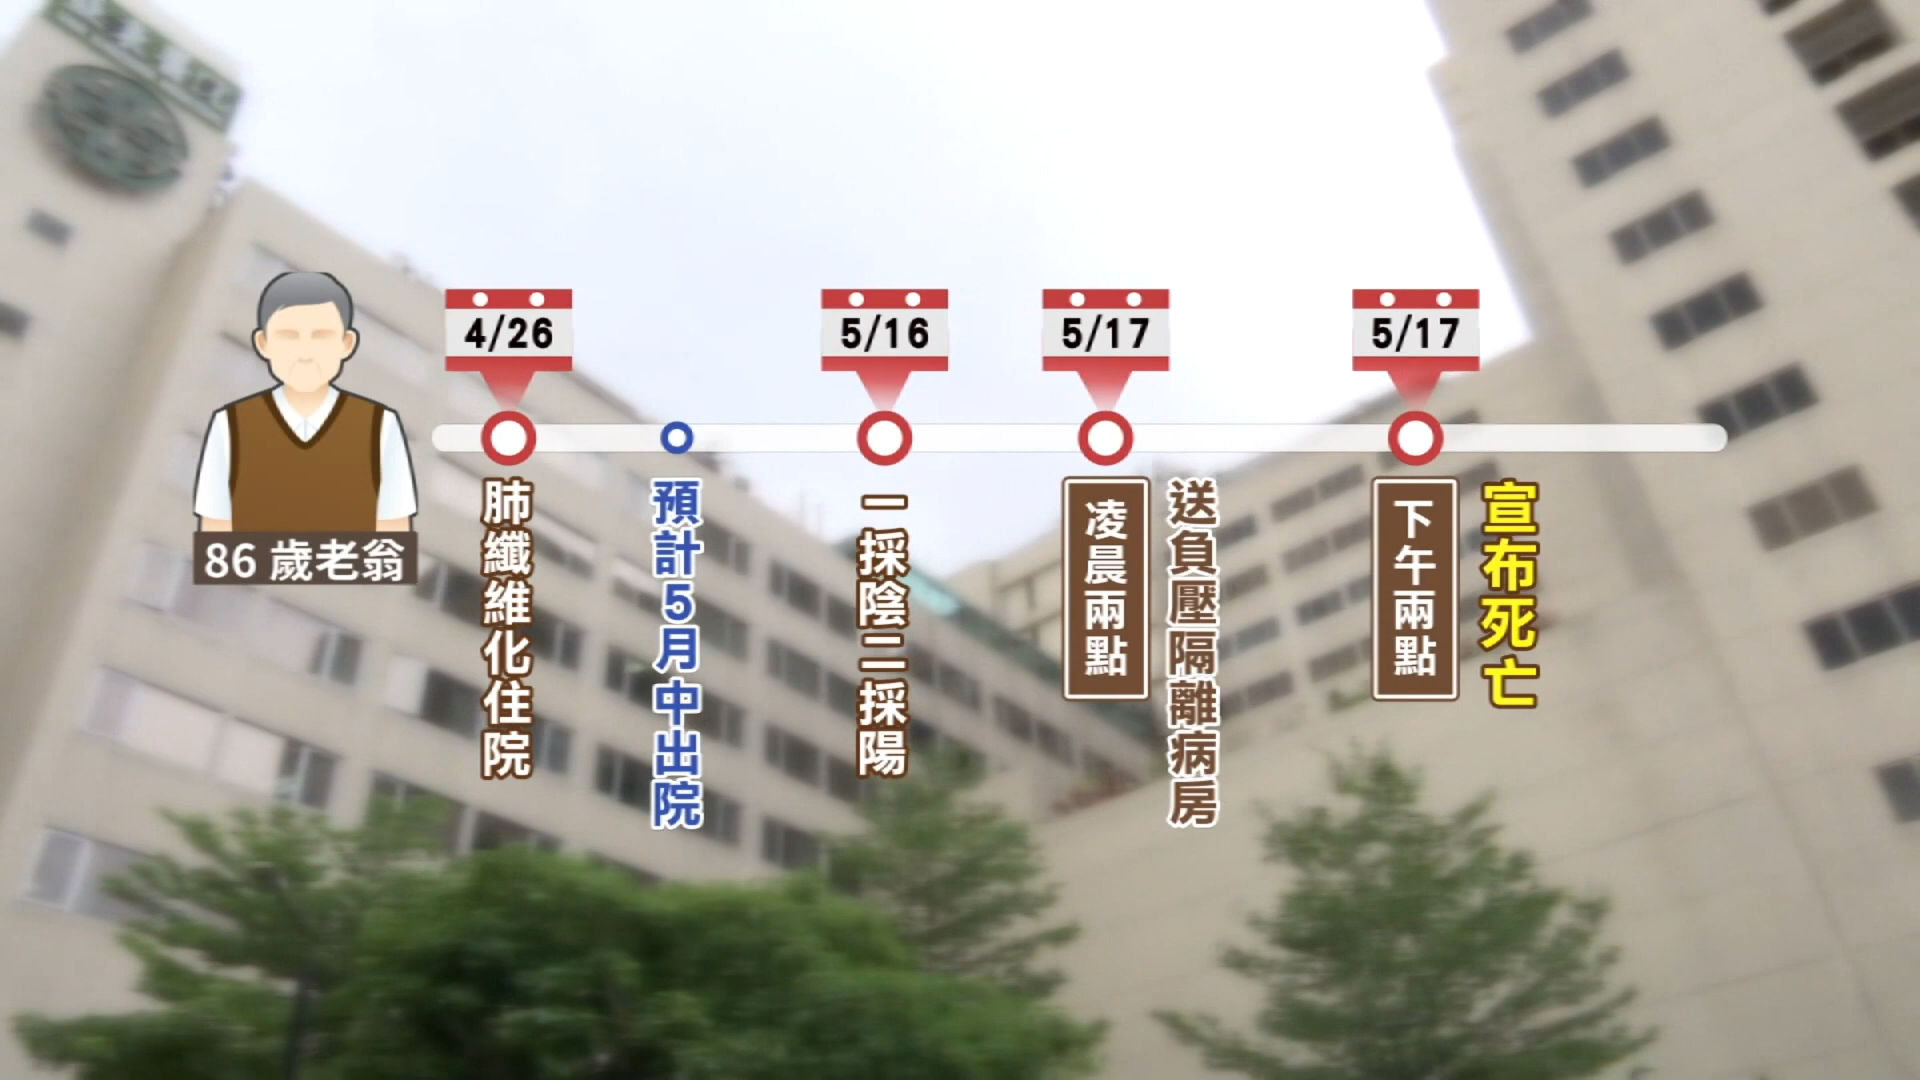 86 歲老翁
4/26
肺纖維化住院
預計5月中出院
5/16
一採陰二採陽
5/17
凌晨兩點
送負壓隔離病房
5/17
下午兩點
宣布死亡